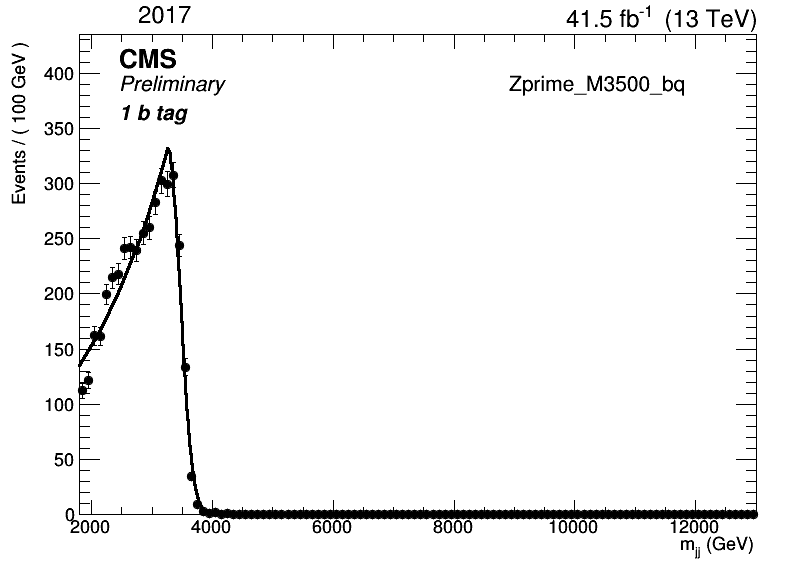 2017
41.5 fb⁻¹ (13 TeV)
CMS
Preliminary
1 b tag
Zprime_M3500_bq
Events / ( 100 GeV )
400
350
300
250
200
150
100
50
0
2000 4000 6000 8000 10000 12000
m_jj (GeV)